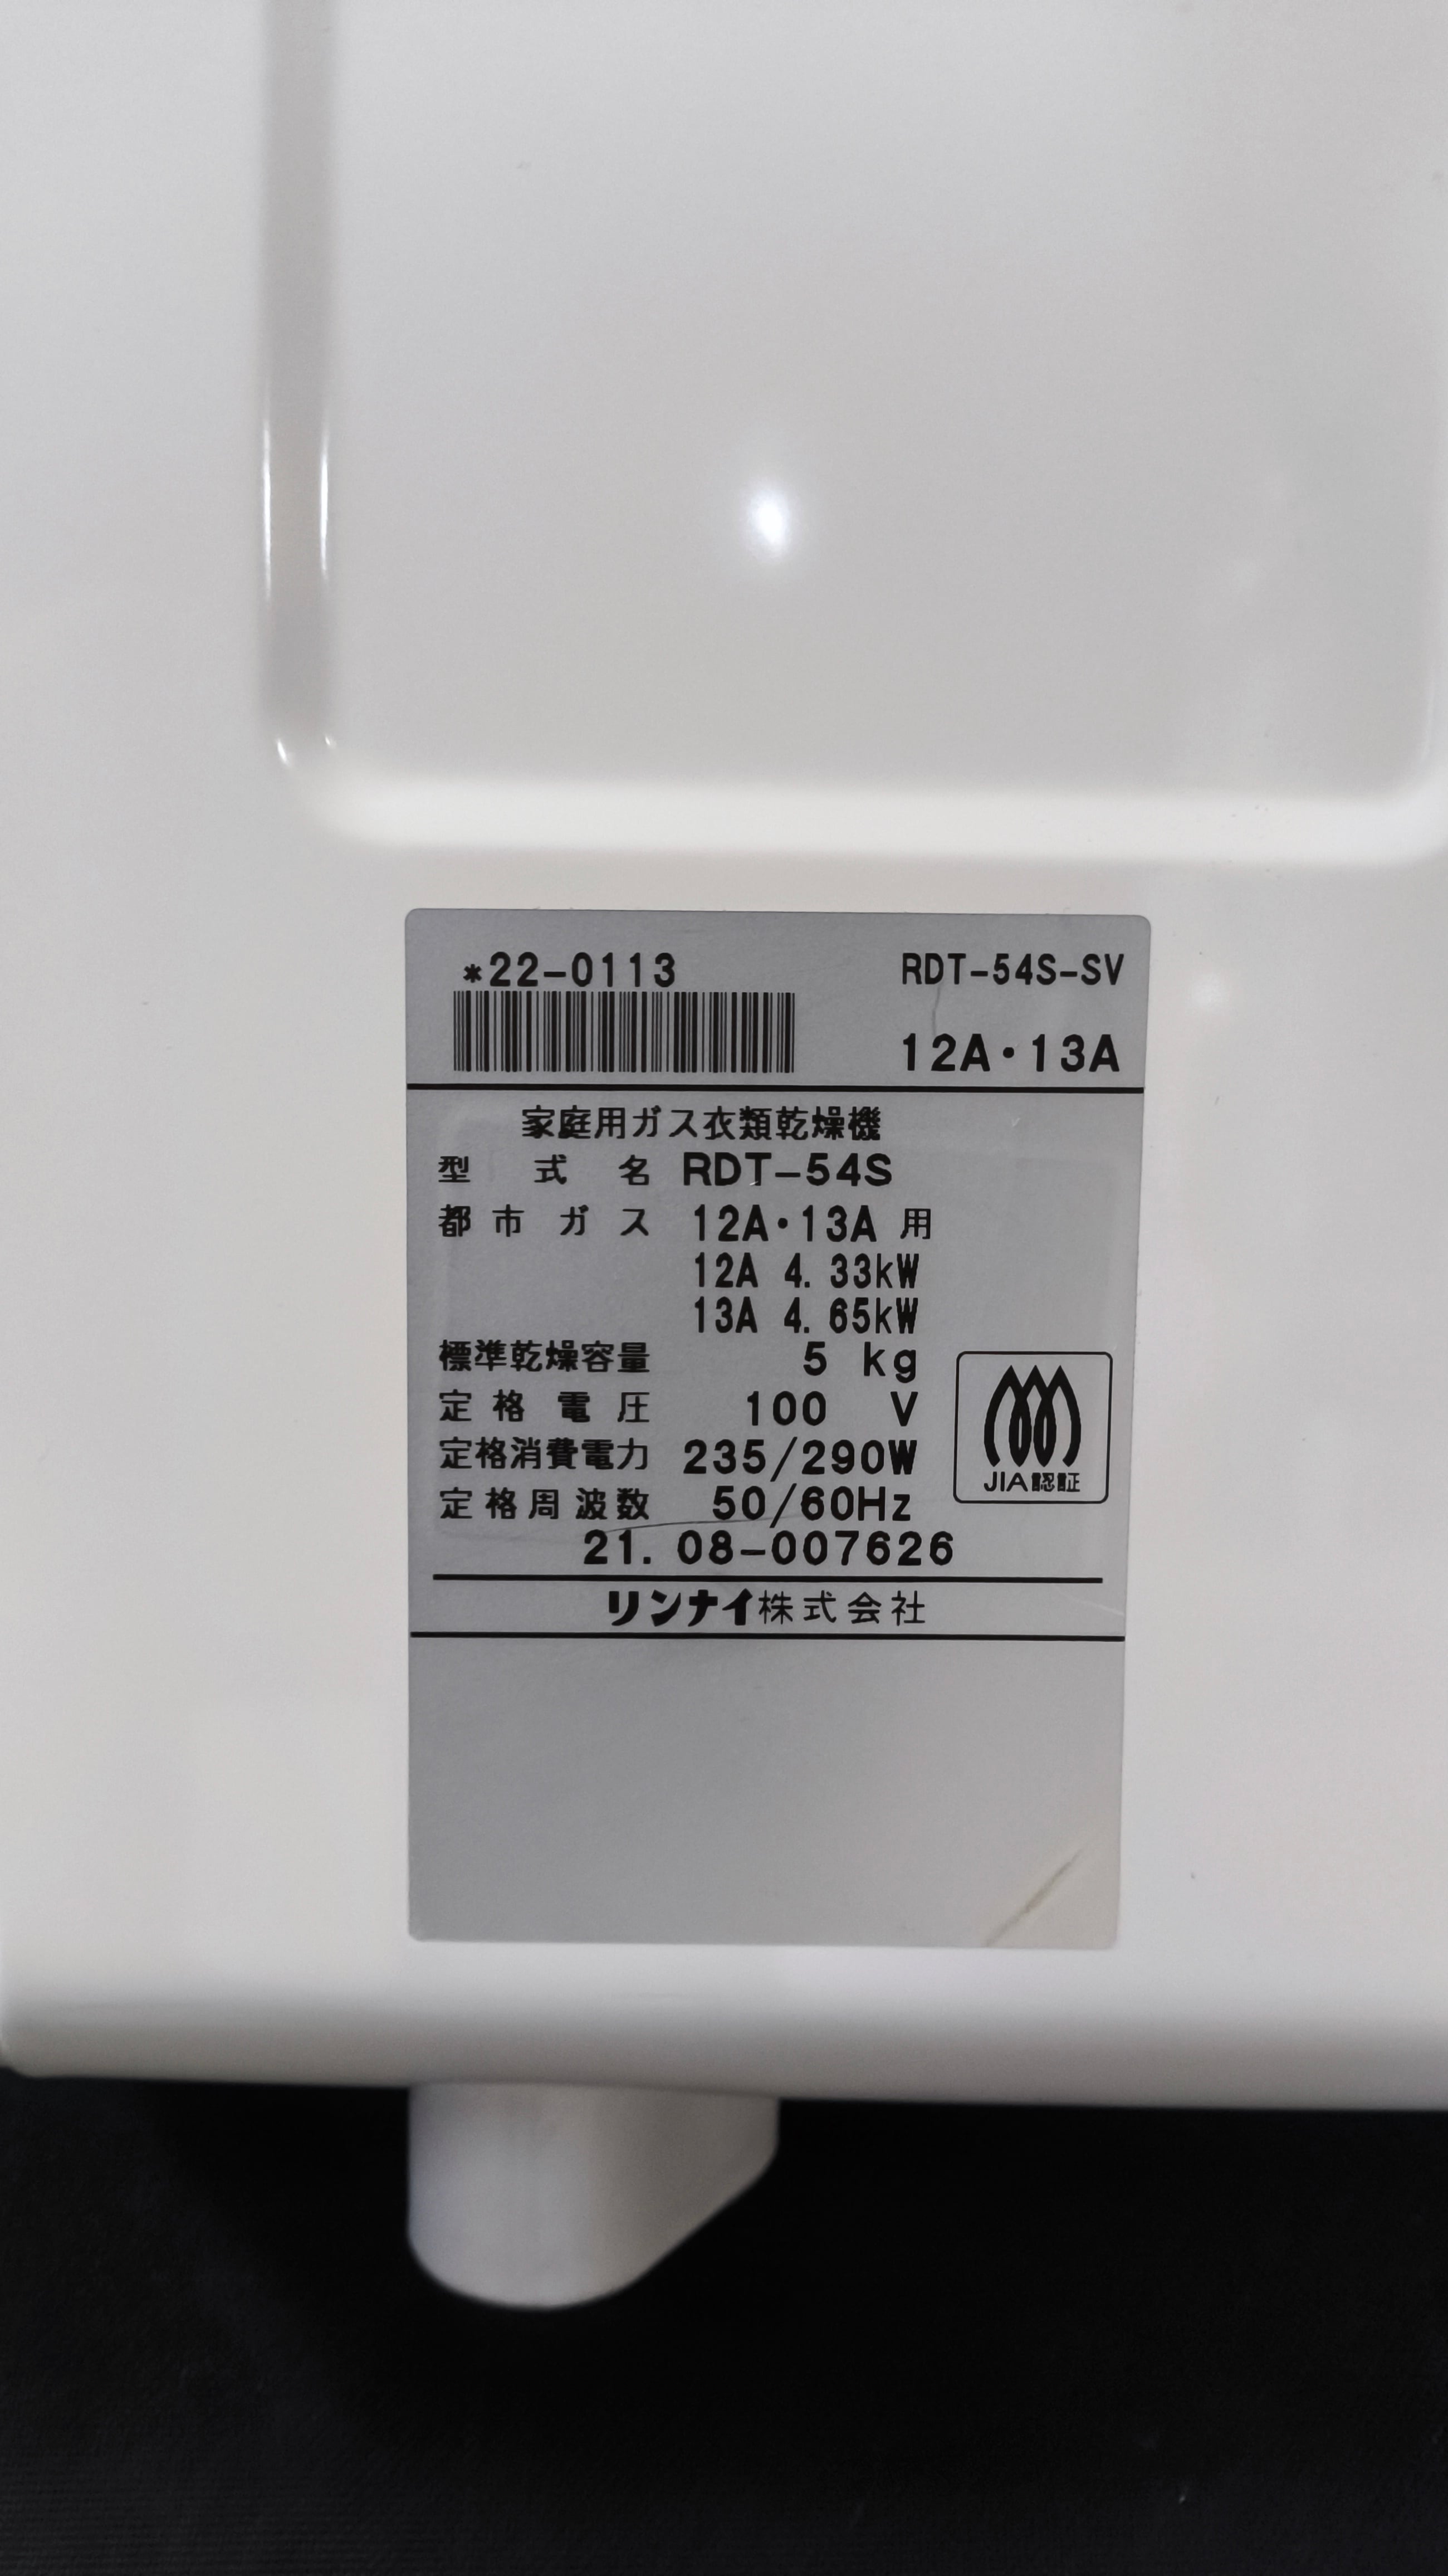 *22-0113
RDT-54S-SV
12A・13A
家庭用ガス衣類乾燥機
型式名 RDT-54S
都市ガス 12A・13A 用
12A 4.33kW
13A 4.65kW
標準乾燥容量 5 kg
定格電圧 100 V
定格消費電力 235/290W
定格周波数 50/60Hz
JIA認証
21.08-007626
リンナイ株式会社